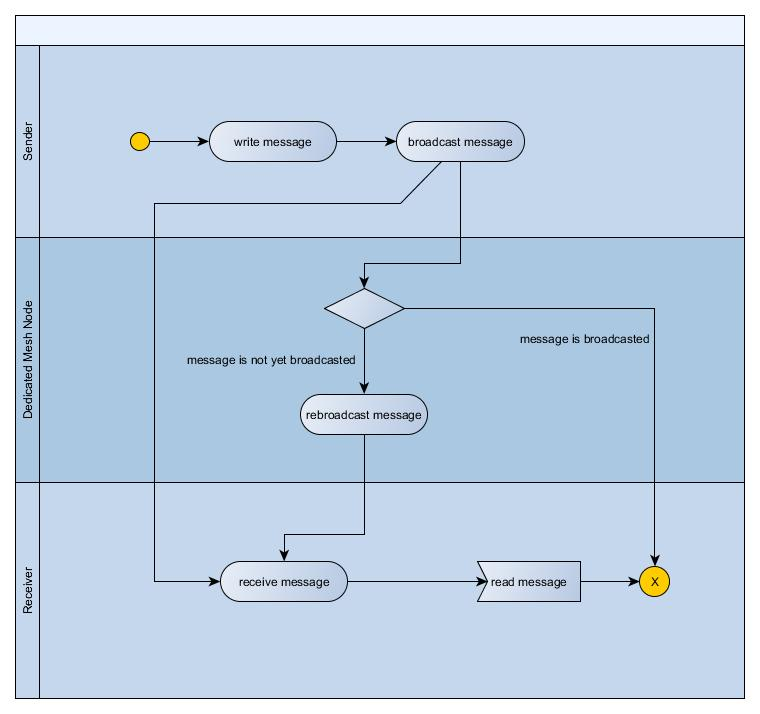 Sender
write message
broadcast message
Dedicated Mesh Node
message is broadcasted
message is not yet broadcasted
rebroadcast message
Receiver
receive message
read message
X